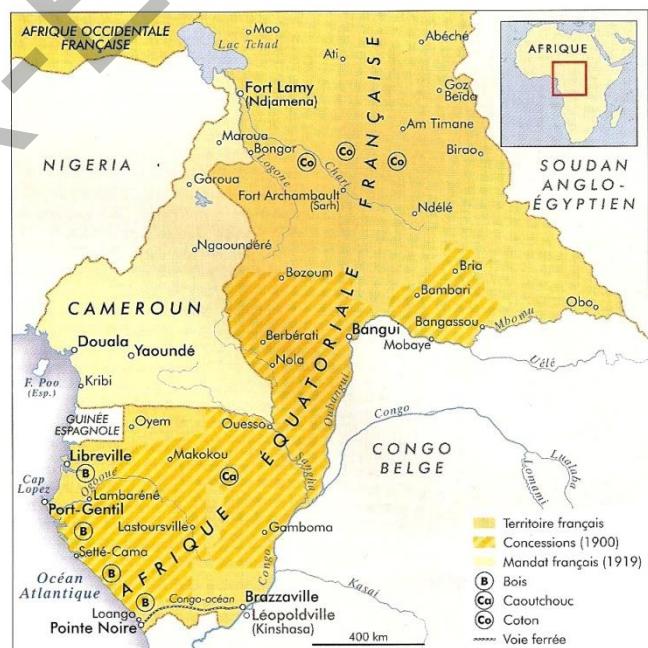 AFRIQUE OCCIDENTALE
FRANÇAISE
Mao
Lac Tchad
Ati
Abéché
AFRIQUE
Fort Lamy
(Ndjamena)
Goz
Beïda
Am Timane
Maroua
Bongor
Logone
Co
Co
Co
Chari
Birao
NIGERIA
SOUDAN
ANGLO-
ÉGYPTIEN
Garoua
Fort Archambault
(Sarh)
Ndélé
Ngaoundéré
Bozoum
Bria
Bambari
CAMEROUN
Obo
Bangassou
Mbomu
Berbérati
Bangui
Mobaye
Uélé
Douala
Yaoundé
Nola
F. Poo
(Esp.)
Kribi
Oubangui
GUINÉE
ESPAGNOLE
Oyem
Ouesso
Congo
CONGO
BELGE
Sangha
Lomami
Lualaba
Libreville
B
Makokou
Ca
Cap
Lopez
Ogooué
Lambaréné
Port-Gentil
B
Lastoursville
Gamboma
Setté-Cama
B
AFRIQUE ÉQUATORIALE FRANÇAISE
Océan
Atlantique
B
Congo
Kasai
Loango
Congo-océan
Brazzaville
Pointe Noire
Léopoldville
(Kinshasa)
400 km
Territoire français
Concessions (1900)
Mandat français (1919)
B Bois
Ca Caoutchouc
Co Coton
Voie ferrée